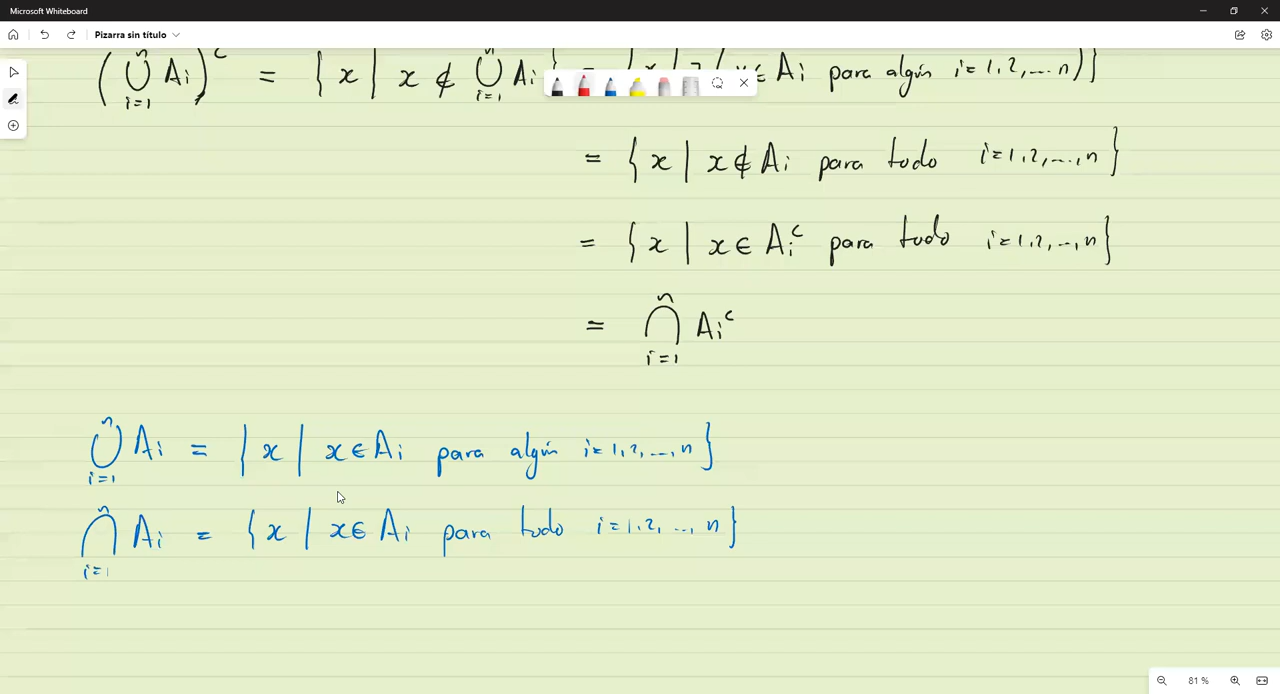 Microsoft Whiteboard
Pizarra sin título
(⋃ᵢ₌₁ⁿ Aᵢ)ᶜ = { x | x ∉ ⋃ᵢ₌₁ⁿ Aᵢ } = { x | ¬(x ∈ Aᵢ para algún i=1,2,...n) }
= { x | x ∉ Aᵢ para todo i=1,2,...,n }
= { x | x ∈ Aᵢᶜ para todo i=1,2,...,n }
= ⋂ᵢ₌₁ⁿ Aᵢᶜ
⋃ᵢ₌₁ⁿ Aᵢ = { x | x ∈ Aᵢ para algún i=1,2,...,n }
⋂ᵢ₌₁ⁿ Aᵢ = { x | x ∈ Aᵢ para todo i=1,2,...,n }
81 %